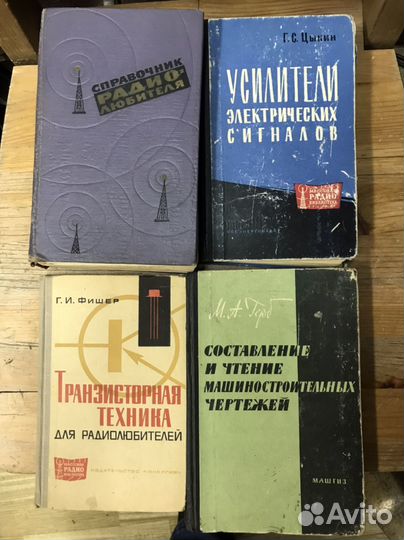 СПРАВОЧНИК
РАДИО-
ЛЮБИТЕЛЯ
Г. С. Цыкин
УСИЛИТЕЛИ
ЭЛЕКТРИЧЕСКИХ
СИГНАЛОВ
МАССОВАЯ
РАДИО
БИБЛИОТЕКА
Г. И. ФИШЕР
ТРАНЗИСТОРНАЯ
ТЕХНИКА
ДЛЯ РАДИОЛЮБИТЕЛЕЙ
МАССОВАЯ
РАДИО
БИБЛИОТЕКА
ИЗДАТЕЛЬСТВО
М. А. Герб
СОСТАВЛЕНИЕ
И ЧТЕНИЕ
МАШИНОСТРОИТЕЛЬНЫХ
ЧЕРТЕЖЕЙ
МАШГИЗ
Avito